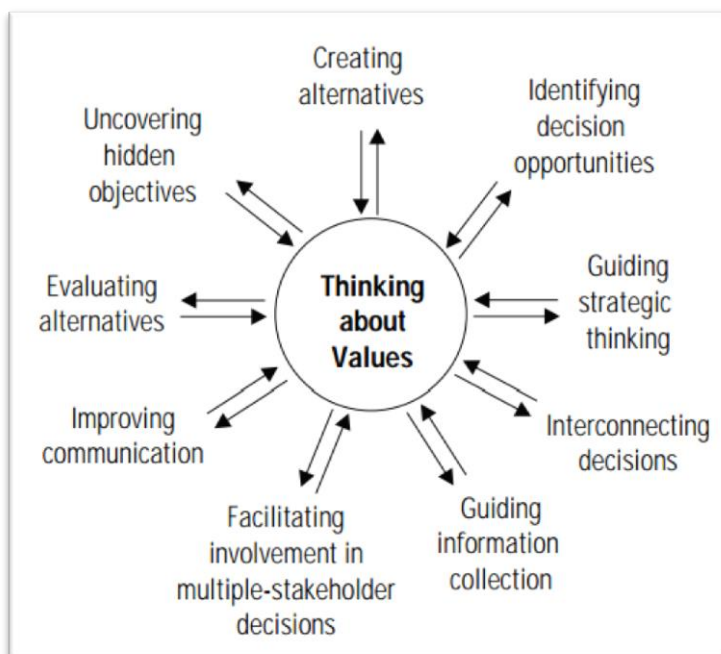 Creating
alternatives
Identifying
decision
opportunities
Guiding
strategic
thinking
Interconnecting
decisions
Guiding
information
collection
Facilitating
involvement in
multiple-stakeholder
decisions
Improving
communication
Evaluating
alternatives
Uncovering
hidden
objectives
Thinking
about
Values